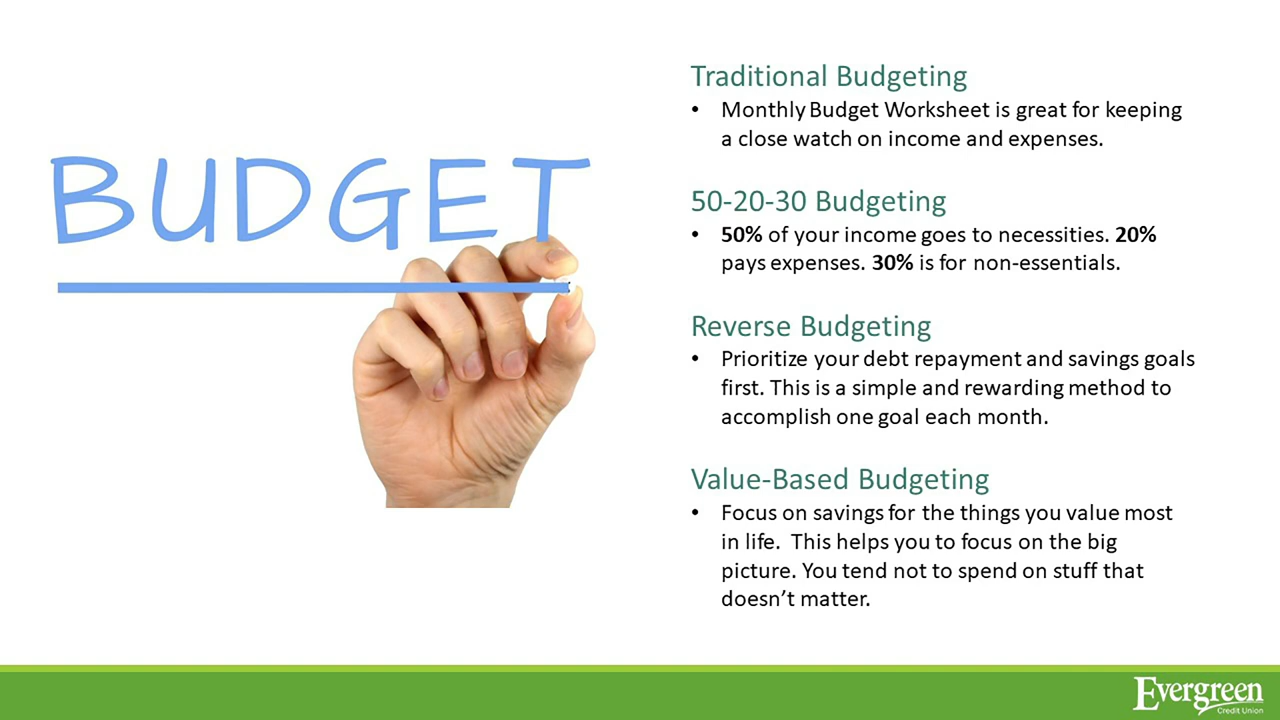 BUDGET
Traditional Budgeting
• Monthly Budget Worksheet is great for keeping
a close watch on income and expenses.
50-20-30 Budgeting
• 50% of your income goes to necessities. 20%
pays expenses. 30% is for non-essentials.
Reverse Budgeting
• Prioritize your debt repayment and savings goals
first. This is a simple and rewarding method to
accomplish one goal each month.
Value-Based Budgeting
• Focus on savings for the things you value most
in life.  This helps you to focus on the big
picture. You tend not to spend on stuff that
doesn’t matter.
Evergreen
Credit Union